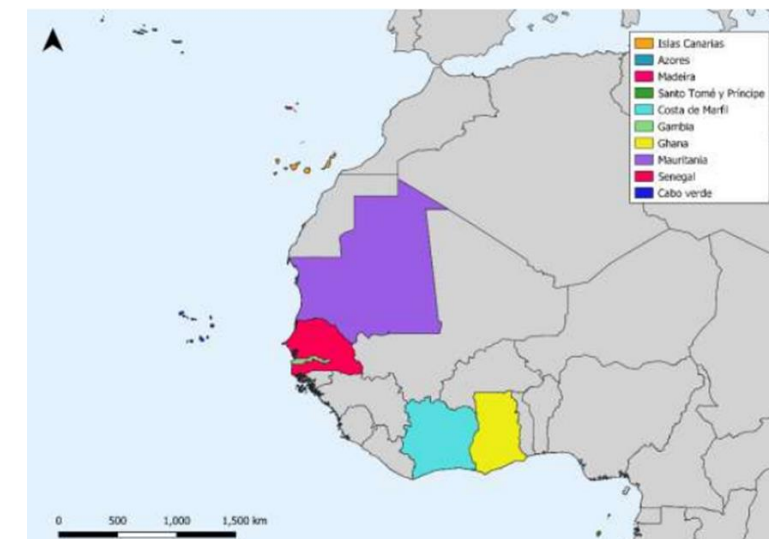 Islas Canarias
Azores
Madeira
Santo Tomé y Príncipe
Costa de Marfil
Gambia
Ghana
Mauritania
Senegal
Cabo verde
0 500 1,000 1,500 km